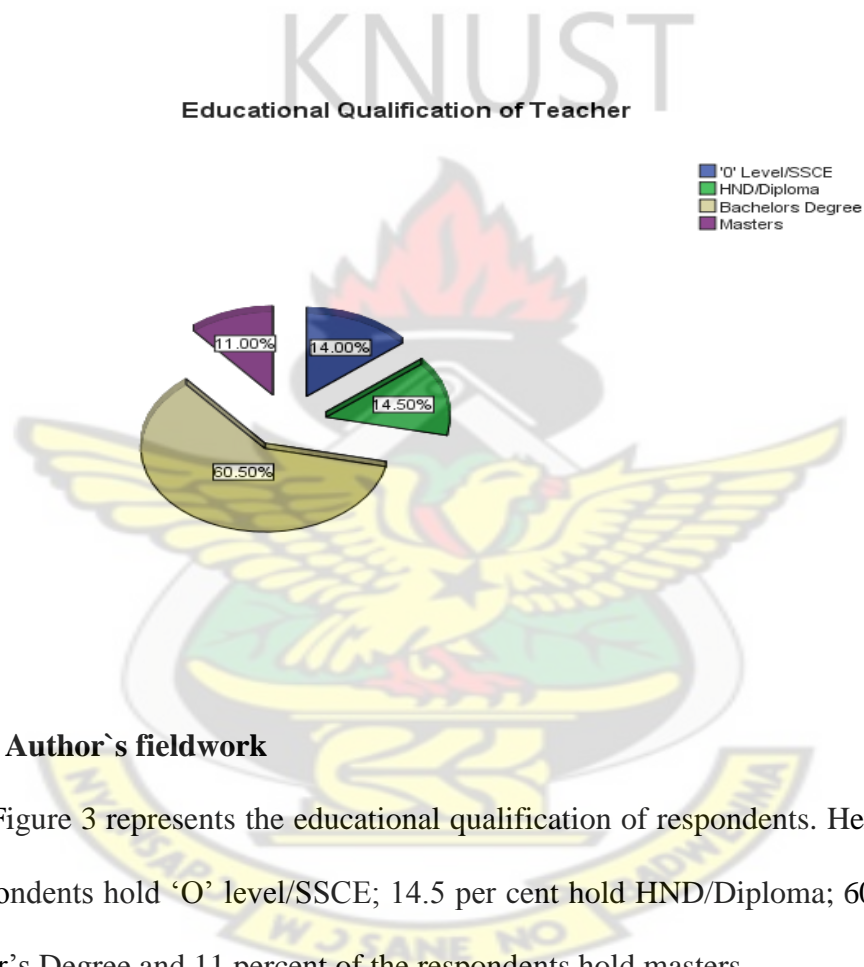 KNUST
Educational Qualification of Teacher
'0' Level/SSCE
HND/Diploma
Bachelors Degree
Masters
11.00%
14.00%
14.50%
60.50%
Author`s fieldwork
Figure 3 represents the educational qualification of respondents. He
ondents hold ‘O’ level/SSCE; 14.5 per cent hold HND/Diploma; 60
r’s Degree and 11 percent of the respondents hold masters
W J SANE NO